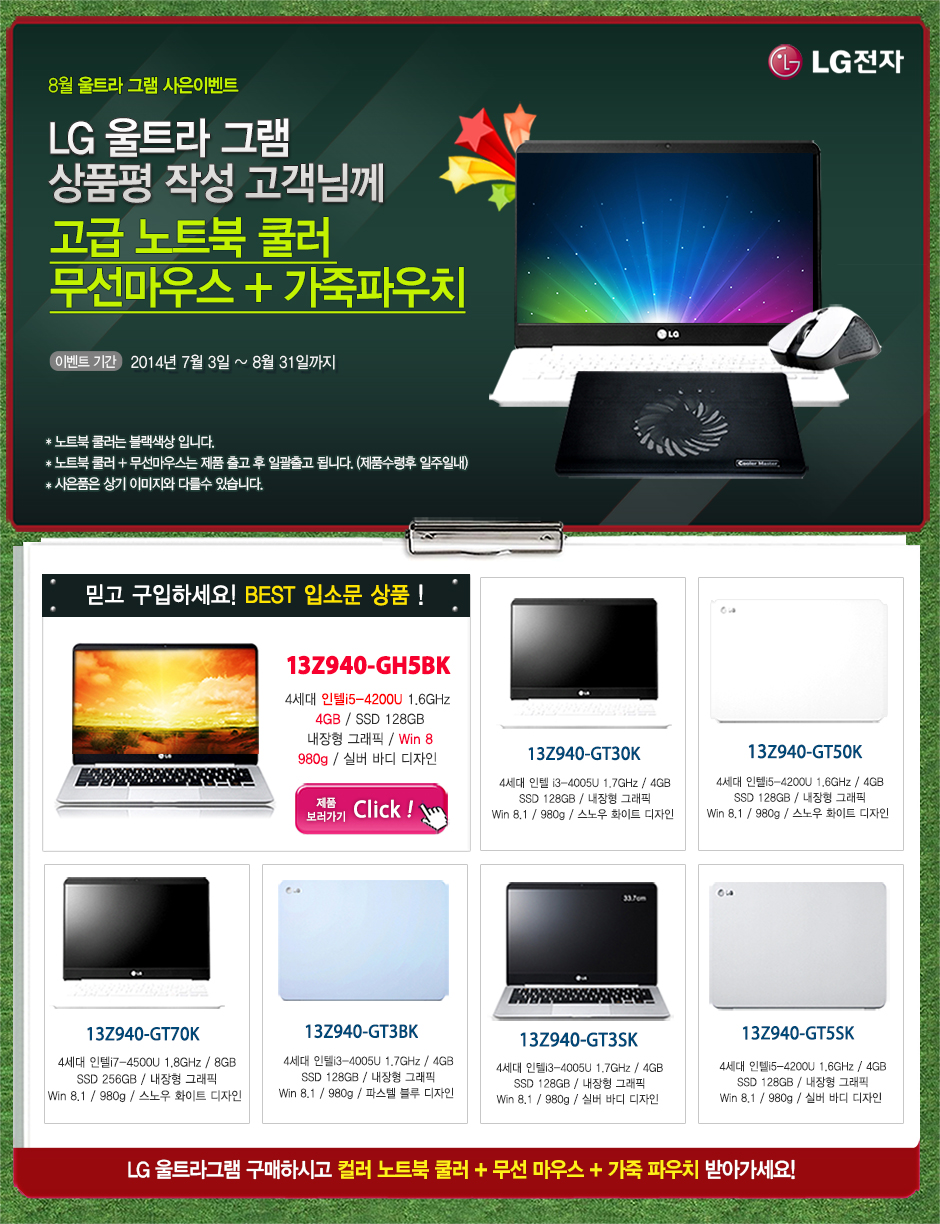 LG전자
8월 울트라 그램 사은이벤트
LG 울트라 그램
상품평 작성 고객님께
고급 노트북 쿨러
무선마우스 + 가죽파우치
이벤트 기간 2014년 7월 3일 ~ 8월 31일까지
* 노트북 쿨러는 블랙색상 입니다.
* 노트북 쿨러 + 무선마우스는 제품 출고 후 일괄출고 됩니다. (제품수령후 일주일내)
* 사은품은 상기 이미지와 다를수 있습니다.
LG
Cooler Master
믿고 구입하세요! BEST 입소문 상품 !
LG
13Z940-GH5BK
4세대 인텔i5-4200U 1.6GHz
4GB / SSD 128GB
내장형 그래픽 / Win 8
980g / 실버 바디 디자인
제품
보러가기 Click !
LG
13Z940-GT30K
4세대 인텔 i3-4005U 1.7GHz / 4GB
SSD 128GB / 내장형 그래픽
Win 8.1 / 980g / 스노우 화이트 디자인
LG
13Z940-GT50K
4세대 인텔i5-4200U 1.6GHz / 4GB
SSD 128GB / 내장형 그래픽
Win 8.1 / 980g / 스노우 화이트 디자인
LG
13Z940-GT70K
4세대 인텔i7-4500U 1.8GHz / 8GB
SSD 256GB / 내장형 그래픽
Win 8.1 / 980g / 스노우 화이트 디자인
LG
13Z940-GT3BK
4세대 인텔i3-4005U 1.7GHz / 4GB
SSD 128GB / 내장형 그래픽
Win 8.1 / 980g / 파스텔 블루 디자인
33.7cm
LG
13Z940-GT3SK
4세대 인텔i3-4005U 1.7GHz / 4GB
SSD 128GB / 내장형 그래픽
Win 8.1 / 980g / 실버 바디 디자인
LG
13Z940-GT5SK
4세대 인텔i5-4200U 1.6GHz / 4GB
SSD 128GB / 내장형 그래픽
Win 8.1 / 980g / 실버 바디 디자인
LG 울트라그램 구매하시고 컬러 노트북 쿨러 + 무선 마우스 + 가죽 파우치 받아가세요!